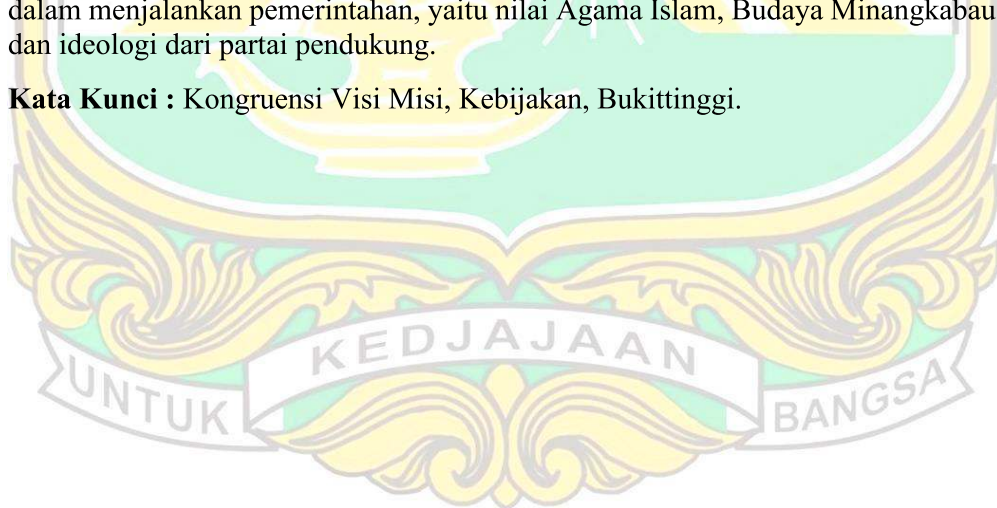 dalam menjalankan pemerintahan, yaitu nilai Agama Islam, Budaya Minangkabau
dan ideologi dari partai pendukung.
Kata Kunci : Kongruensi Visi Misi, Kebijakan, Bukittinggi.
UNTUK KEDJAJAAN BANGSA